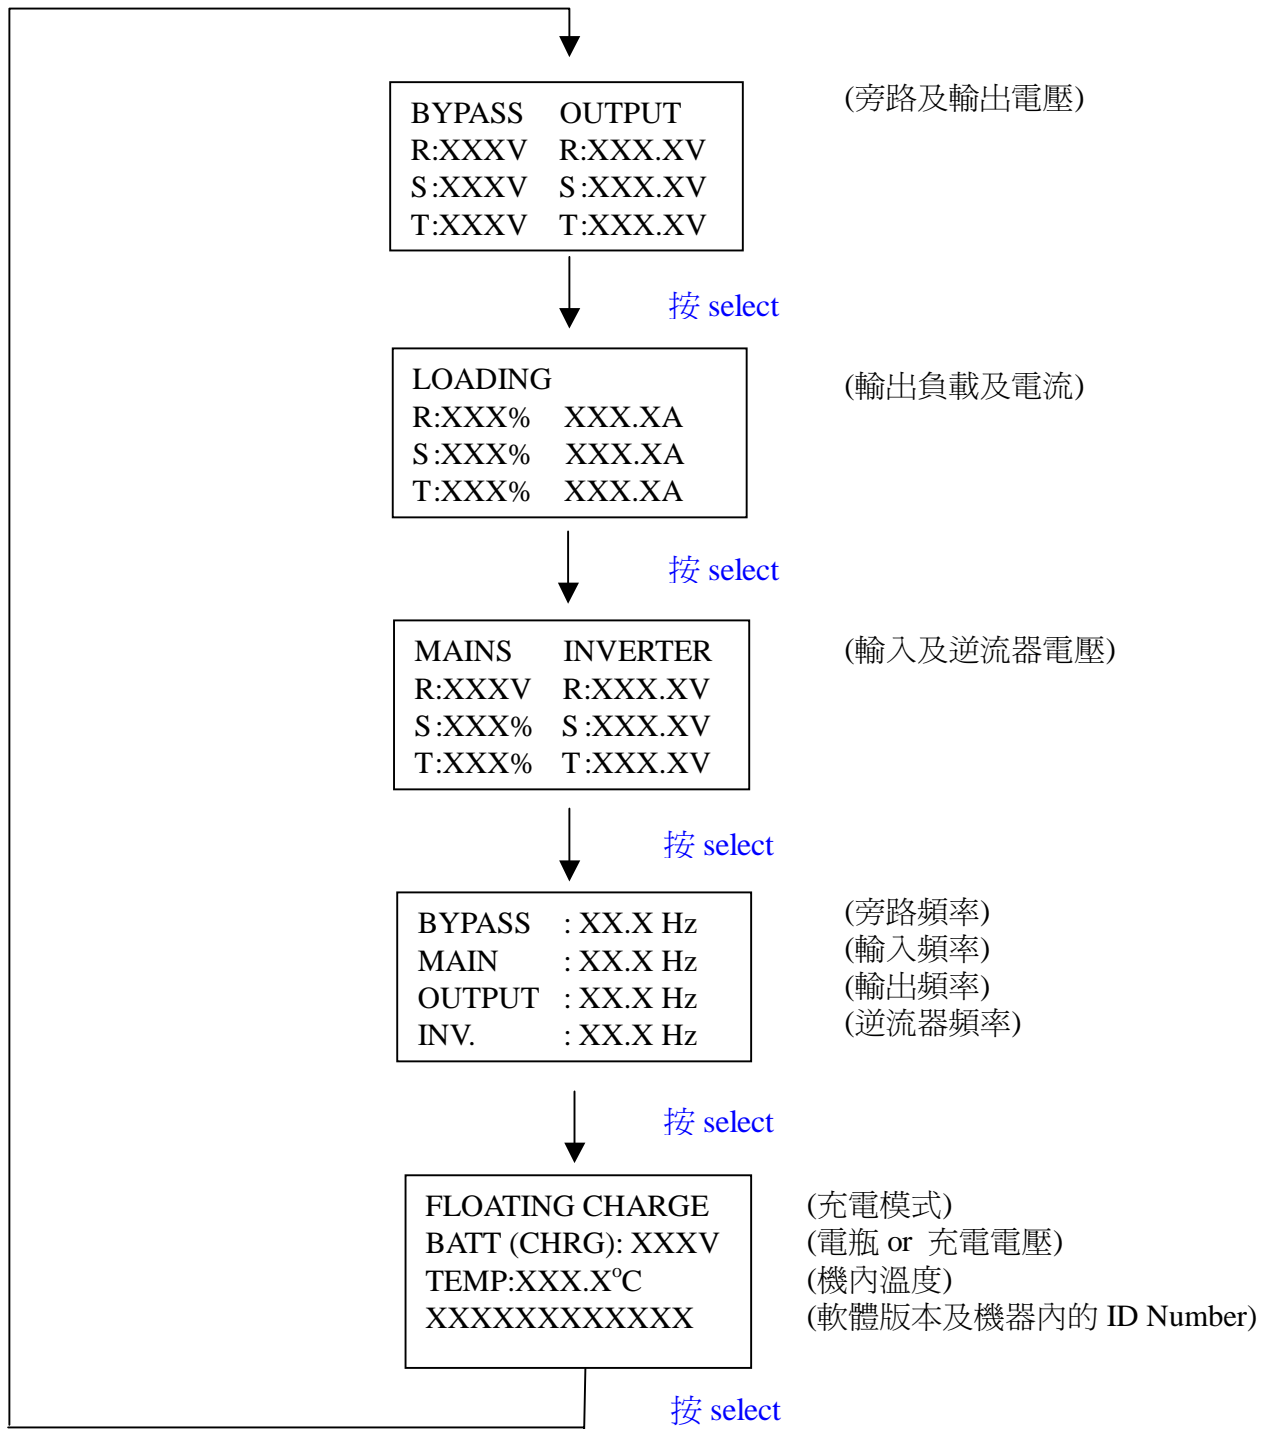 BYPASS OUTPUT (旁路及輸出電壓)
R:XXXV R:XXX.XV
S:XXXV S:XXX.XV
T:XXXV T:XXX.XV
按 select
LOADING (輸出負載及電流)
R:XXX% XXX.XA
S:XXX% XXX.XA
T:XXX% XXX.XA
按 select
MAINS INVERTER (輸入及逆流器電壓)
R:XXXV R:XXX.XV
S:XXX% S:XXX.XV
T:XXX% T:XXX.XV
按 select
BYPASS : XX.X Hz (旁路頻率)
MAIN : XX.X Hz (輸入頻率)
OUTPUT : XX.X Hz (輸出頻率)
INV. : XX.X Hz (逆流器頻率)
按 select
FLOATING CHARGE (充電模式)
BATT (CHRG): XXXV (電瓶 or 充電電壓)
TEMP:XXX.X°C (機內溫度)
XXXXXXXXXXXX (軟體版本及機器內的 ID Number)
按 select